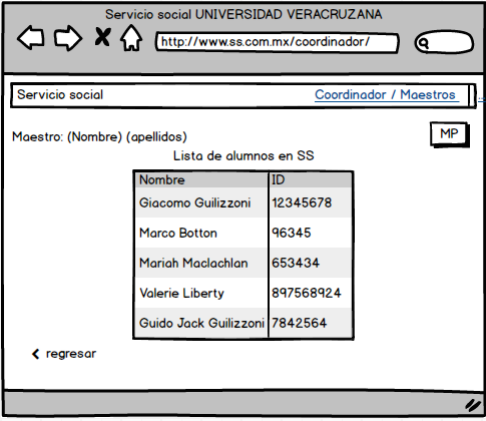 Servicio social UNIVERSIDAD VERACRUZANA
http://www.ss.com.mx/coordinador/
Servicio social Coordinador / Maestros
Maestro: (Nombre) (apellidos) MP
Lista de alumnos en SS
Nombre ID
Giacomo Guilizzoni 12345678
Marco Botton 96345
Mariah Maclachlan 653434
Valerie Liberty 897568924
Guido Jack Guilizzoni 7842564
regresar